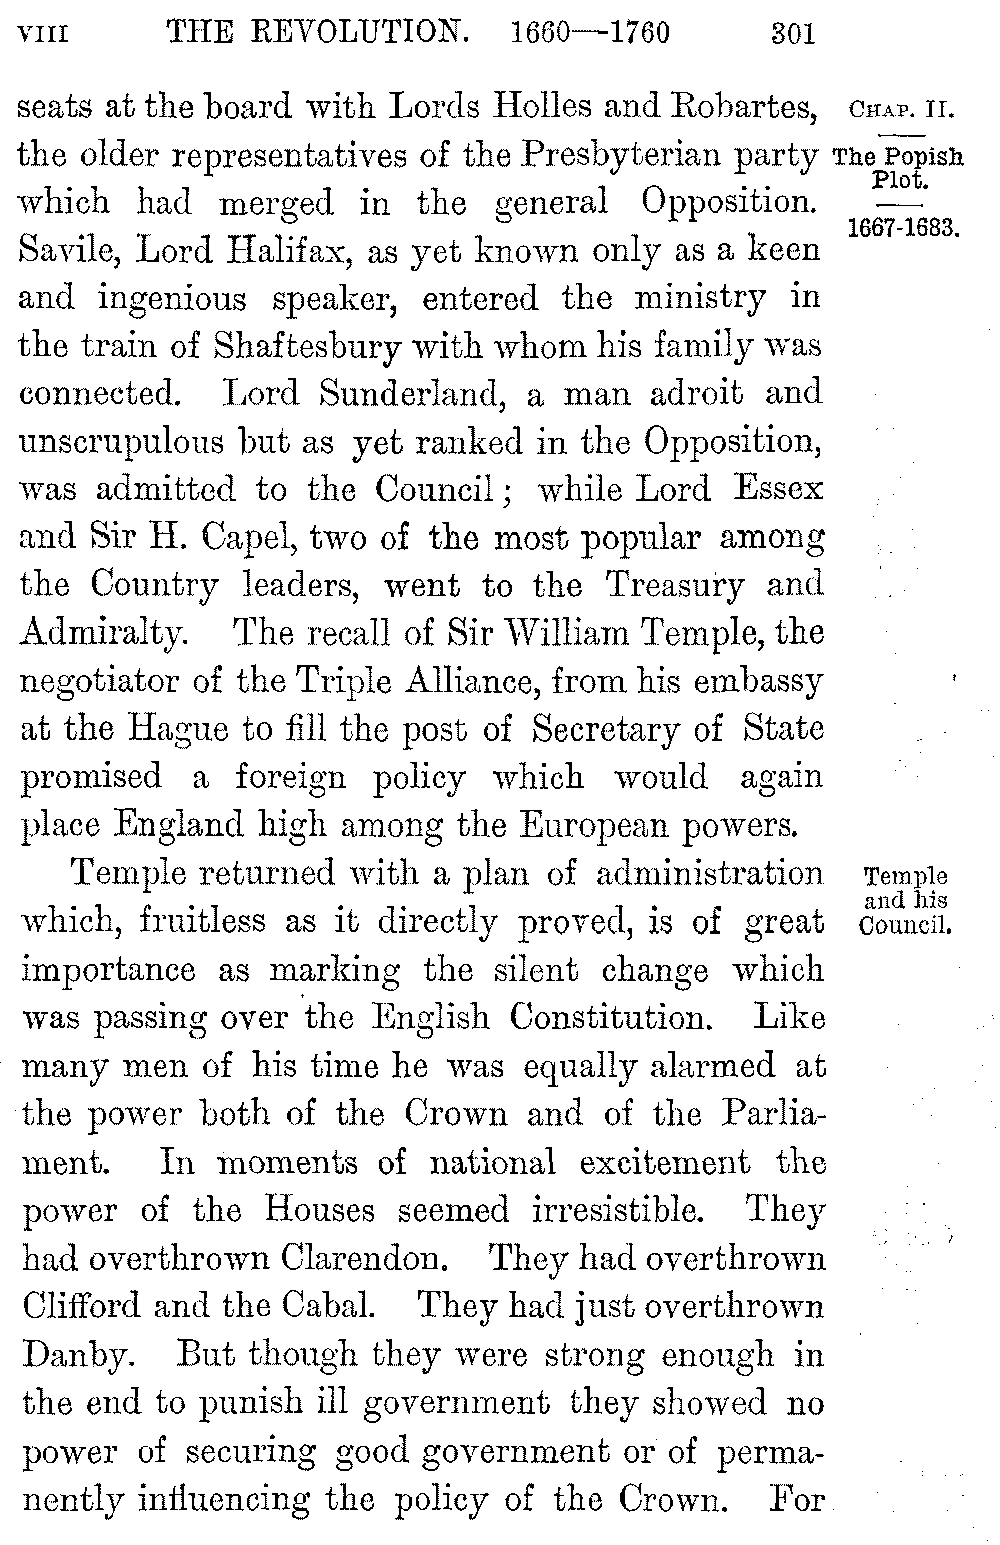 VIII THE REVOLUTION. 1660—1760 301
seats at the board with Lords Holles and Robartes,
the older representatives of the Presbyterian party
which had merged in the general Opposition.
Savile, Lord Halifax, as yet known only as a keen
and ingenious speaker, entered the ministry in
the train of Shaftesbury with whom his family was
connected. Lord Sunderland, a man adroit and
unscrupulous but as yet ranked in the Opposition,
was admitted to the Council; while Lord Essex
and Sir H. Capel, two of the most popular among
the Country leaders, went to the Treasury and
Admiralty. The recall of Sir William Temple, the
negotiator of the Triple Alliance, from his embassy
at the Hague to fill the post of Secretary of State
promised a foreign policy which would again
place England high among the European powers.
Temple returned with a plan of administration
which, fruitless as it directly proved, is of great
importance as marking the silent change which
was passing over the English Constitution. Like
many men of his time he was equally alarmed at
the power both of the Crown and of the Parlia-
ment. In moments of national excitement the
power of the Houses seemed irresistible. They
had overthrown Clarendon. They had overthrown
Clifford and the Cabal. They had just overthrown
Danby. But though they were strong enough in
the end to punish ill government they showed no
power of securing good government or of perma-
nently influencing the policy of the Crown. For
CHAP. II.
The Popish
Plot.
1667-1683.
Temple
and his
Council.